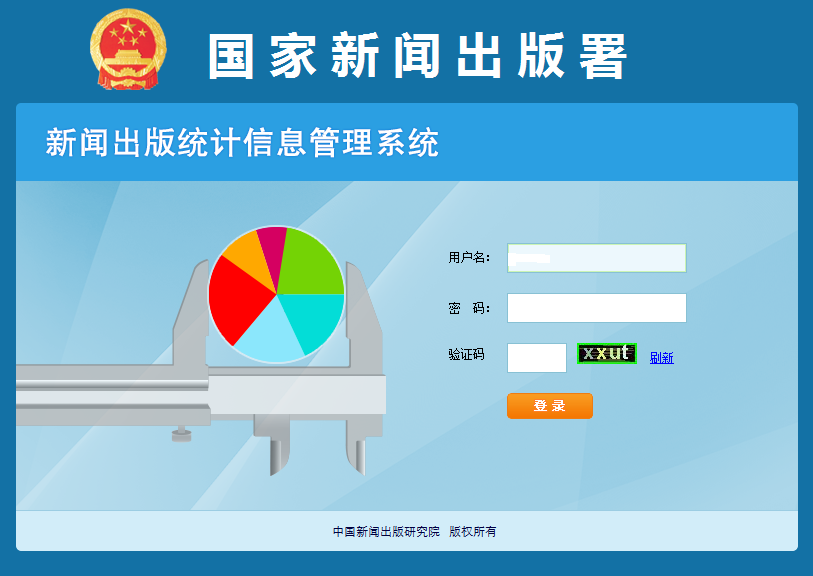 国家新闻出版署
新闻出版统计信息管理系统
用户名：
密 码：
验证码 xxut 刷新
登 录
中国新闻出版研究院 版权所有